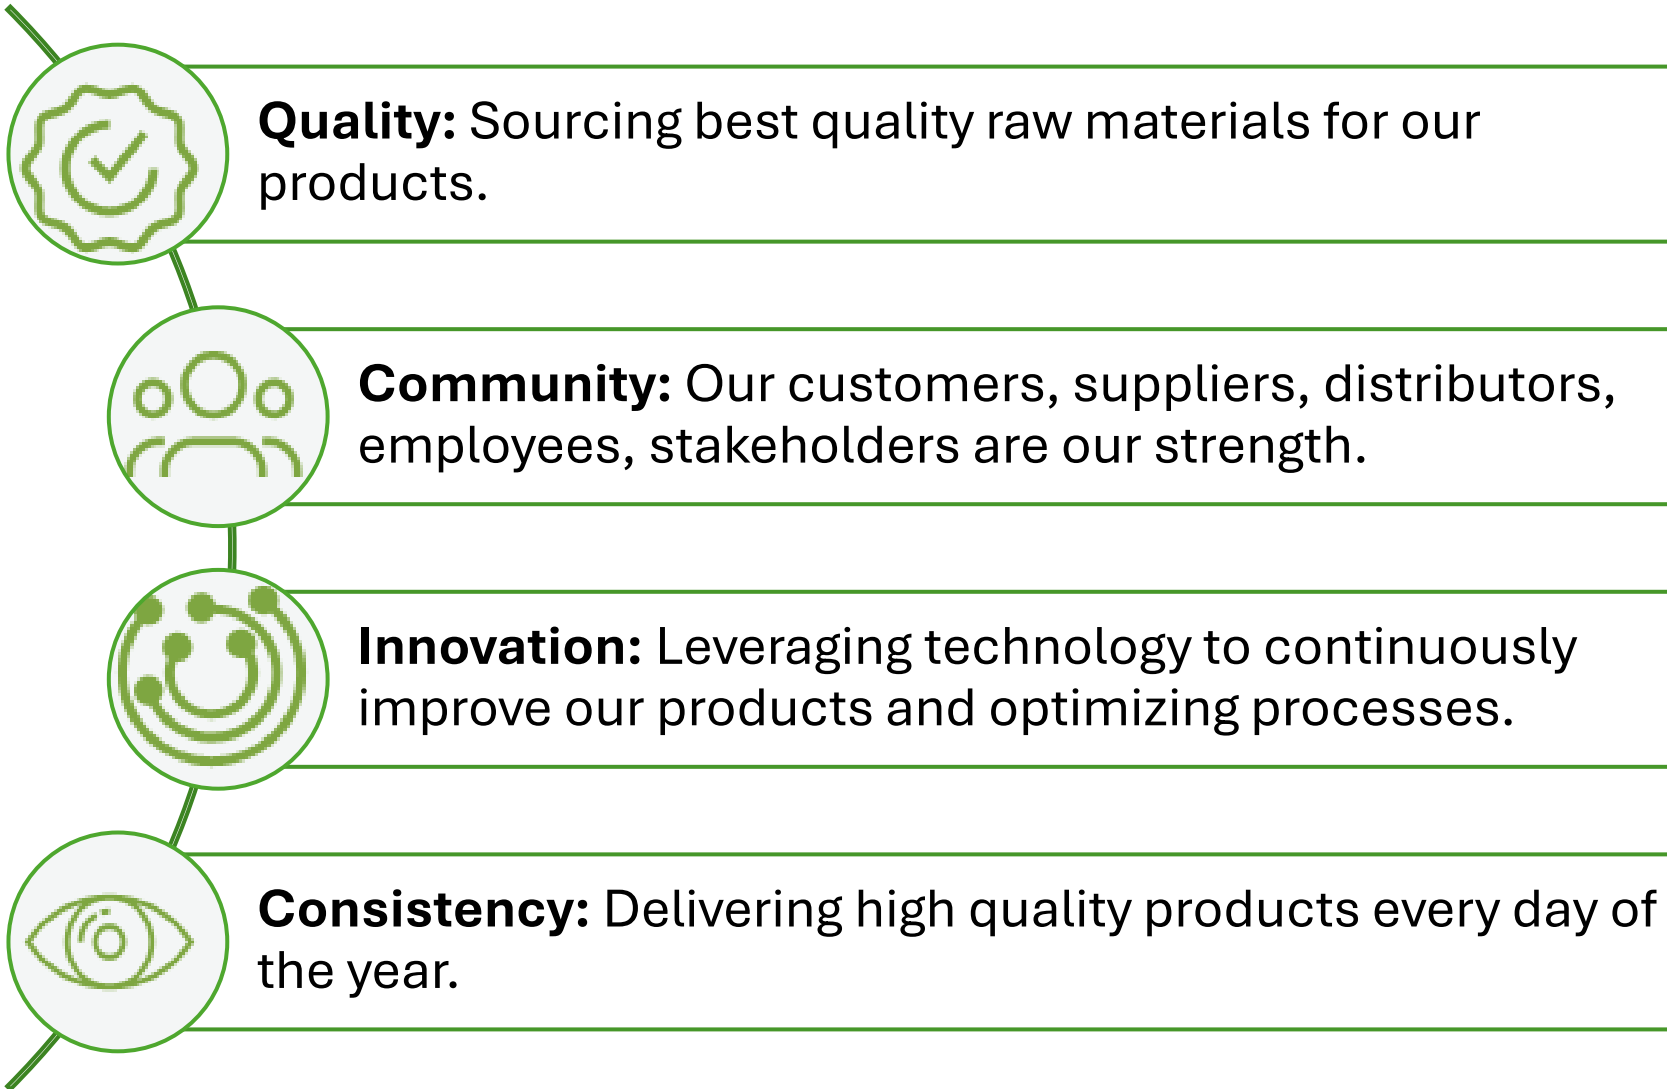 Quality: Sourcing best quality raw materials for our
products.
Community: Our customers, suppliers, distributors,
employees, stakeholders are our strength.
Innovation: Leveraging technology to continuously
improve our products and optimizing processes.
Consistency: Delivering high quality products every day of
the year.